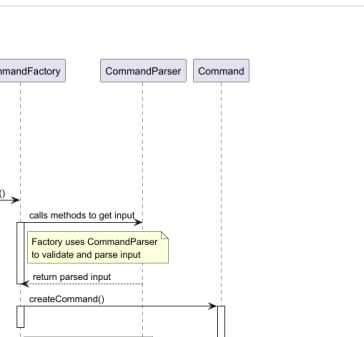 mmandFactory
CommandParser
Command
()
calls methods to get input
Factory uses CommandParser
to validate and parse input
return parsed input
createCommand()